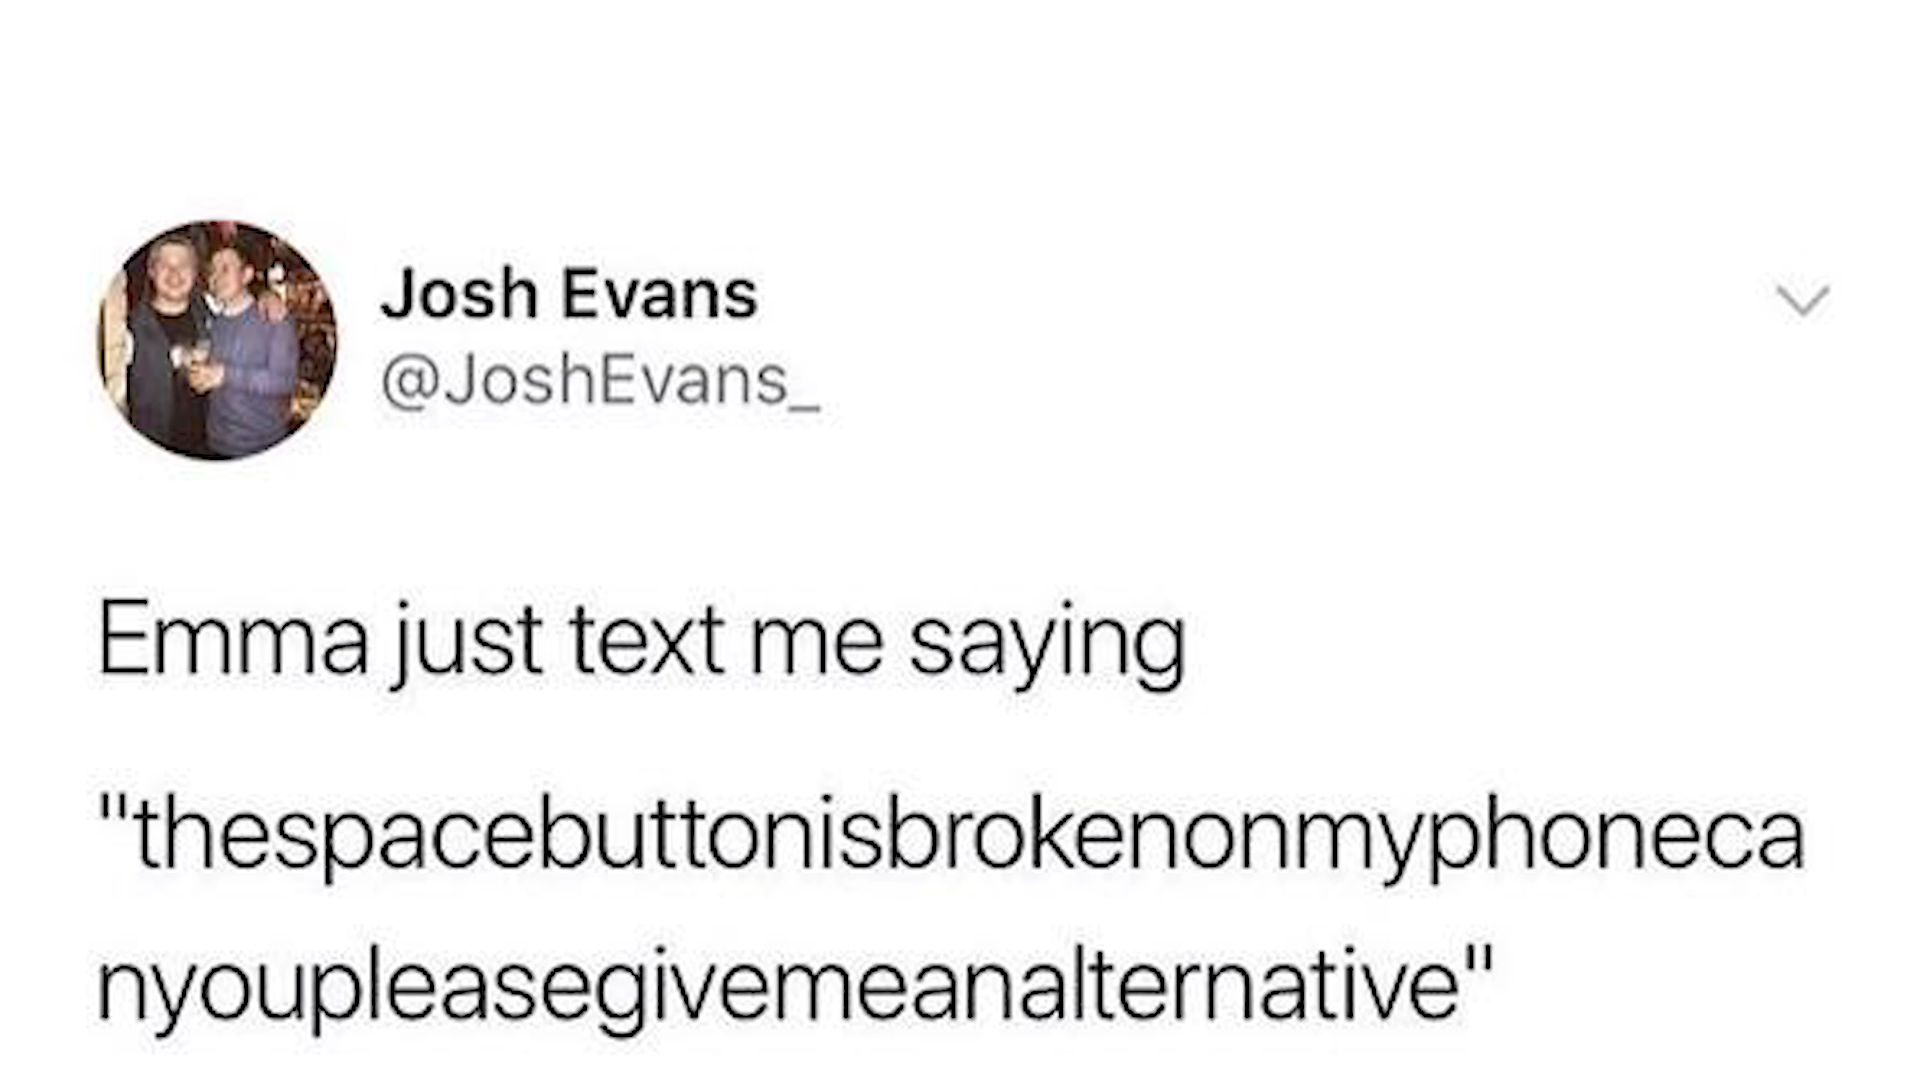 Josh Evans
@JoshEvans_
Emma just text me saying
"thespacebuttonisbrokenonmyphoneca
nyoupleasegivemeanalternative"